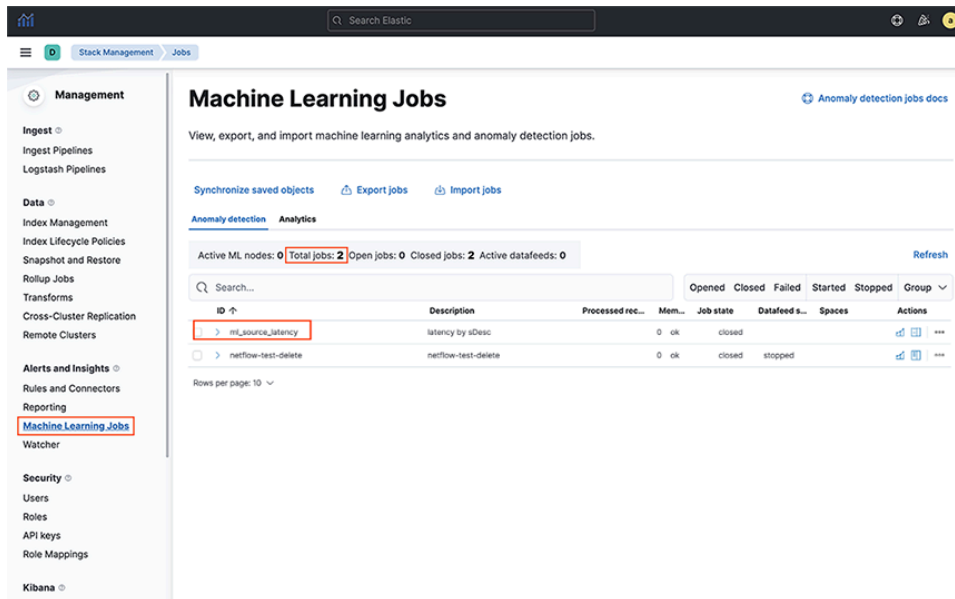 Search Elastic
a
D Stack Management Jobs
Management
Ingest
Ingest Pipelines
Logstash Pipelines
Data
Index Management
Index Lifecycle Policies
Snapshot and Restore
Rollup Jobs
Transforms
Cross-Cluster Replication
Remote Clusters
Alerts and Insights
Rules and Connectors
Reporting
Machine Learning Jobs
Watcher
Security
Users
Roles
API keys
Role Mappings
Kibana
Machine Learning Jobs
Anomaly detection jobs docs
View, export, and import machine learning analytics and anomaly detection jobs.
Synchronize saved objects Export jobs Import jobs
Anomaly detection Analytics
Active ML nodes: 0 Total jobs: 2 Open jobs: 0 Closed jobs: 2 Active datafeeds: 0
Refresh
Search... Opened Closed Failed Started Stopped Group
ID Description Processed rec... Mem... Job state Datafeed s... Spaces Actions
ml_source_latency latency by sDesc 0 ok closed
netflow-test-delete netflow-test-delete 0 ok closed stopped
Rows per page: 10